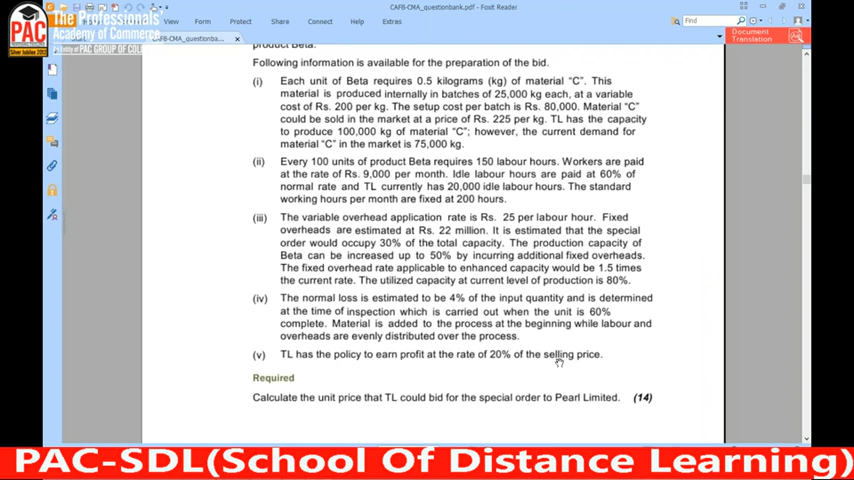 PAC
Silver Jubilee
The Professionals
Academy of Commerce
PAC GROUP OF COL
CAF8-CMA_questionbank.pdf - Foxit Reader
View
Form
Protect
Share
Connect
Help
Extras
Find
-CMA_questionba...
Document
Translation
product Beta.
Following information is available for the preparation of the bid.
(i) Each unit of Beta requires 0.5 kilograms (kg) of material "C". This
material is produced internally in batches of 25,000 kg each, at a variable
cost of Rs. 200 per kg. The setup cost per batch is Rs. 80,000. Material "C"
could be sold in the market at a price of Rs. 225 per kg. TL has the capacity
to produce 100,000 kg of material "C"; however, the current demand for
material "C" in the market is 75,000 kg.
(ii) Every 100 units of product Beta requires 150 labour hours. Workers are paid
at the rate of Rs. 9,000 per month. Idle labour hours are paid at 60% of
normal rate and TL currently has 20,000 idle labour hours. The standard
working hours per month are fixed at 200 hours.
(iii) The variable overhead application rate is Rs. 25 per labour hour. Fixed
overheads are estimated at Rs. 22 million. It is estimated that the special
order would occupy 30% of the total capacity. The production capacity of
Beta can be increased up to 50% by incurring additional fixed overheads.
The fixed overhead rate applicable to enhanced capacity would be 1.5 times
the current rate. The utilized capacity at current level of production is 80%.
(iv) The normal loss is estimated to be 4% of the input quantity and is determined
at the time of inspection which is carried out when the unit is 60%
complete. Material is added to the process at the beginning while labour and
overheads are evenly distributed over the process.
(v) TL has the policy to earn profit at the rate of 20% of the selling price.
Required
Calculate the unit price that TL could bid for the special order to Pearl Limited. (14)
PAC-SDL(School Of Distance Learning)